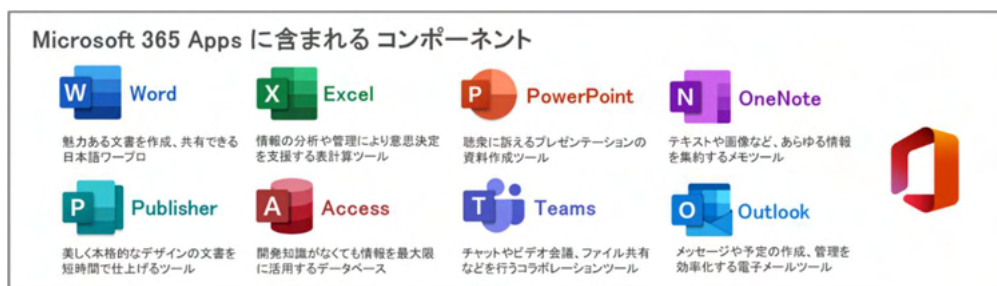 Microsoft 365 Apps に含まれる コンポーネント
W Word
魅力ある文書を作成、共有できる
日本語ワープロ
X Excel
情報の分析や管理により意思決定
を支援する表計算ツール
P PowerPoint
聴衆に訴えるプレゼンテーションの
資料作成ツール
N OneNote
テキストや画像など、あらゆる情報
を集約するメモツール
P Publisher
美しく本格的なデザインの文書を
短時間で仕上げるツール
A Access
開発知識がなくても情報を最大限
に活用するデータベース
T Teams
チャットやビデオ会議、ファイル共有
などを行うコラボレーションツール
O Outlook
メッセージや予定の作成、管理を
効率化する電子メールツール